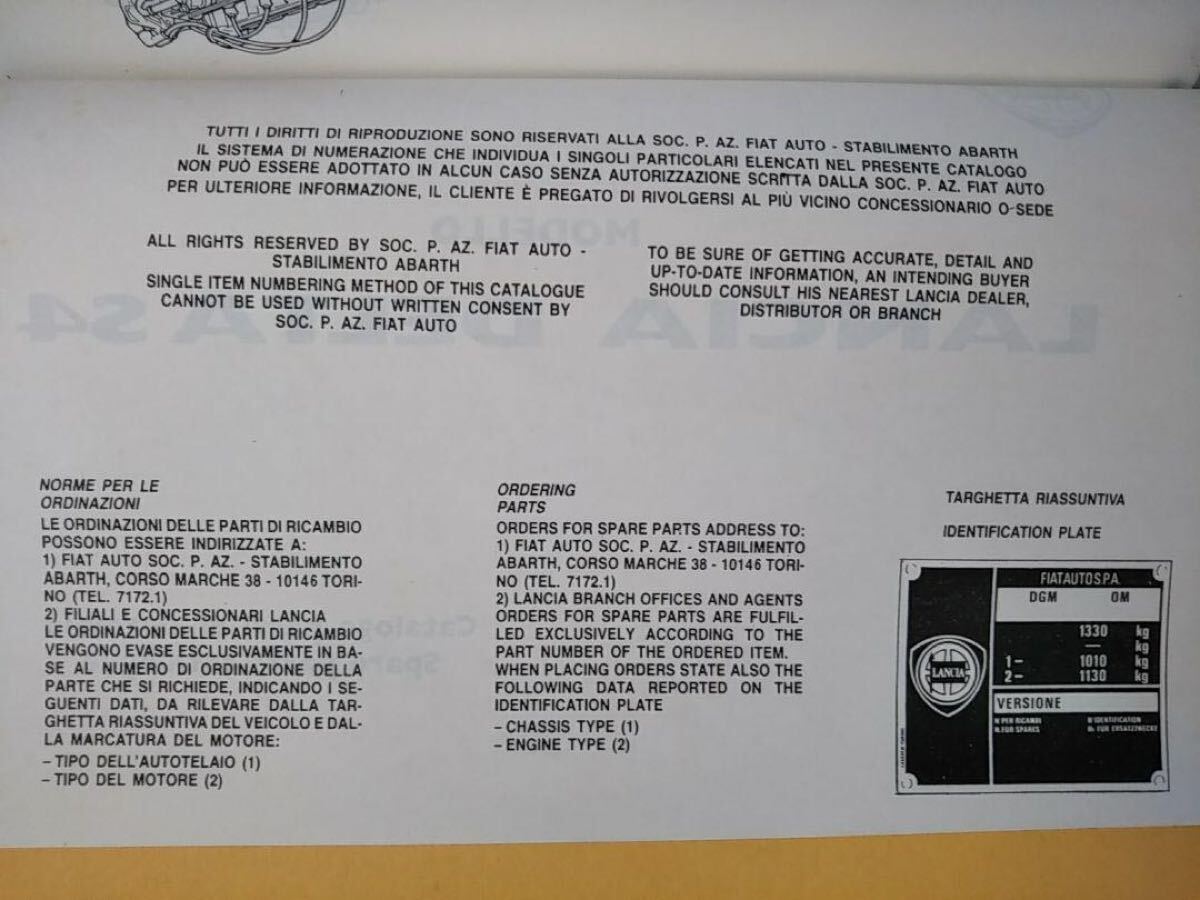 TUTTI I DIRITTI DI RIPRODUZIONE SONO RISERVATI ALLA SOC. P. AZ. FIAT AUTO - STABILIMENTO ABARTH
IL SISTEMA DI NUMERAZIONE CHE INDIVIDUA I SINGOLI PARTICOLARI ELENCATI NEL PRESENTE CATALOGO
NON PUÒ ESSERE ADOTTATO IN ALCUN CASO SENZA AUTORIZZAZIONE SCRITTA DALLA SOC. P. AZ. FIAT AUTO
PER ULTERIORE INFORMAZIONE, IL CLIENTE È PREGATO DI RIVOLGERSI AL PIÙ VICINO CONCESSIONARIO O SEDE
ALL RIGHTS RESERVED BY SOC. P. AZ. FIAT AUTO -
STABILIMENTO ABARTH
SINGLE ITEM NUMBERING METHOD OF THIS CATALOGUE
CANNOT BE USED WITHOUT WRITTEN CONSENT BY
SOC. P. AZ. FIAT AUTO
TO BE SURE OF GETTING ACCURATE, DETAIL AND
UP-TO-DATE INFORMATION, AN INTENDING BUYER
SHOULD CONSULT HIS NEAREST LANCIA DEALER,
DISTRIBUTOR OR BRANCH
MODELLO
LANCIA DELTA S4
NORME PER LE
ORDINAZIONI
LE ORDINAZIONI DELLE PARTI DI RICAMBIO
POSSONO ESSERE INDIRIZZATE A:
1) FIAT AUTO SOC. P. AZ. - STABILIMENTO
ABARTH, CORSO MARCHE 38 - 10146 TORI-
NO (TEL. 7172.1)
2) FILIALI E CONCESSIONARI LANCIA
LE ORDINAZIONI DELLE PARTI DI RICAMBIO
VENGONO EVASE ESCLUSIVAMENTE IN BA-
SE AL NUMERO DI ORDINAZIONE DELLA
PARTE CHE SI RICHIEDE, INDICANDO I SE-
GUENTI DATI, DA RILEVARE DALLA TAR-
GHETTA RIASSUNTIVA DEL VEICOLO E DAL-
LA MARCATURA DEL MOTORE:
- TIPO DELL'AUTOTELAIO (1)
- TIPO DEL MOTORE (2)
ORDERING
PARTS
ORDERS FOR SPARE PARTS ADDRESS TO:
1) FIAT AUTO SOC. P. AZ. - STABILIMENTO
ABARTH, CORSO MARCHE 38 - 10146 TORI-
NO (TEL. 7172.1)
2) LANCIA BRANCH OFFICES AND AGENTS
ORDERS FOR SPARE PARTS ARE FULFIL-
LED EXCLUSIVELY ACCORDING TO THE
PART NUMBER OF THE ORDERED ITEM.
WHEN PLACING ORDERS STATE ALSO THE
FOLLOWING DATA REPORTED ON THE
IDENTIFICATION PLATE
- CHASSIS TYPE (1)
- ENGINE TYPE (2)
TARGHETTA RIASSUNTIVA
IDENTIFICATION PLATE
FIAT AUTO S.P.A.
DGM OM
1330 kg
— kg
1- 1010 kg
2- 1130 kg
LANCIA
VERSIONE
N PER RICAMBI N IDENTIFICATION
N. FOR SPARES Nr. FUR ERSATZZWECKE